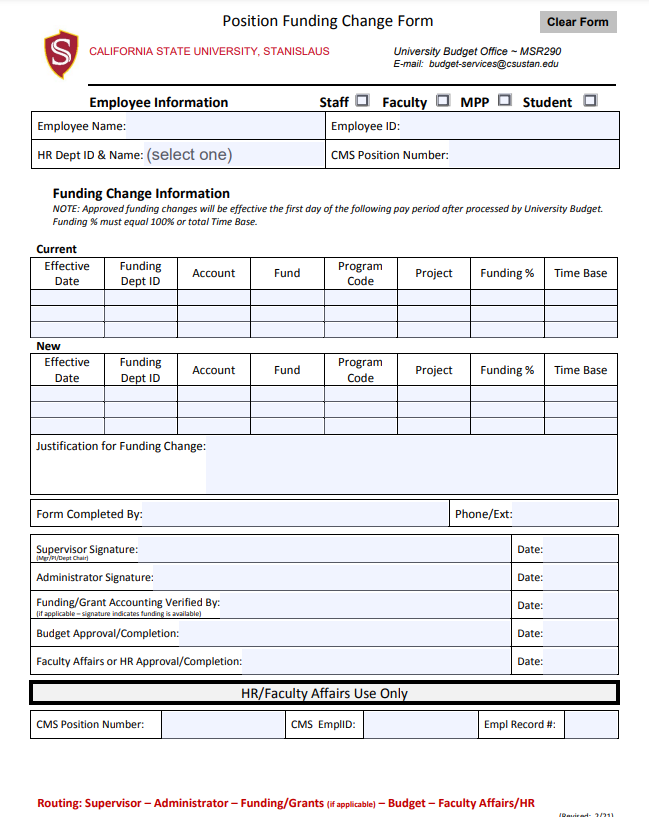 Position Funding Change Form
Clear Form
S
CALIFORNIA STATE UNIVERSITY, STANISLAUS
University Budget Office ~ MSR290
E-mail: budget-services@csustan.edu
Employee Information Staff Faculty MPP Student
Employee Name: Employee ID:
HR Dept ID & Name: (select one) CMS Position Number:
Funding Change Information
NOTE: Approved funding changes will be effective the first day of the following pay period after processed by University Budget.
Funding % must equal 100% or total Time Base.
Current
Effective Date Funding Dept ID Account Fund Program Code Project Funding % Time Base
New
Effective Date Funding Dept ID Account Fund Program Code Project Funding % Time Base
Justification for Funding Change:
Form Completed By: Phone/Ext:
Supervisor Signature: Date:
(Mgr/PI/Dept Chair)
Administrator Signature: Date:
Funding/Grant Accounting Verified By: Date:
(if applicable – signature indicates funding is available)
Budget Approval/Completion: Date:
Faculty Affairs or HR Approval/Completion: Date:
HR/Faculty Affairs Use Only
CMS Position Number: CMS EmplID: Empl Record #:
Routing: Supervisor – Administrator – Funding/Grants (if applicable) – Budget – Faculty Affairs/HR
(Revised: 2/21)